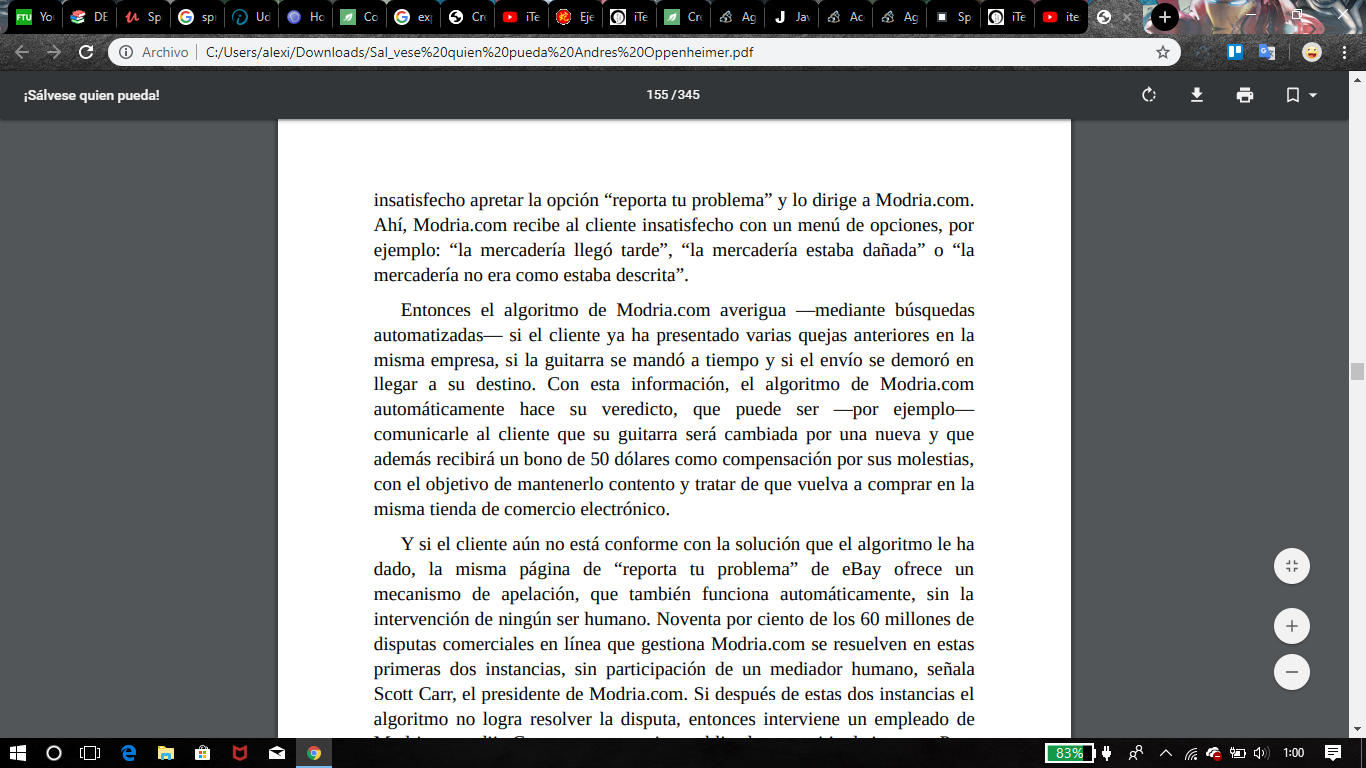 You
DE
Sp
spr
Ud
Ho
Co
exp
Cre
iTe
Eje
iTe
Cre
Ag
Jav
Ac
Ag
Sp
iTe
ite
Archivo
C:/Users/alexi/Downloads/Sal_vese%20quien%20pueda%20Andres%20Oppenheimer.pdf
¡Sálvese quien pueda!
155 / 345
insatisfecho apretar la opción “reporta tu problema” y lo dirige a Modria.com.
Ahí, Modria.com recibe al cliente insatisfecho con un menú de opciones, por
ejemplo: “la mercadería llegó tarde”, “la mercadería estaba dañada” o “la
mercadería no era como estaba descrita”.
Entonces el algoritmo de Modria.com averigua —mediante búsquedas
automatizadas— si el cliente ya ha presentado varias quejas anteriores en la
misma empresa, si la guitarra se mandó a tiempo y si el envío se demoró en
llegar a su destino. Con esta información, el algoritmo de Modria.com
automáticamente hace su veredicto, que puede ser —por ejemplo—
comunicarle al cliente que su guitarra será cambiada por una nueva y que
además recibirá un bono de 50 dólares como compensación por sus molestias,
con el objetivo de mantenerlo contento y tratar de que vuelva a comprar en la
misma tienda de comercio electrónico.
Y si el cliente aún no está conforme con la solución que el algoritmo le ha
dado, la misma página de “reporta tu problema” de eBay ofrece un
mecanismo de apelación, que también funciona automáticamente, sin la
intervención de ningún ser humano. Noventa por ciento de los 60 millones de
disputas comerciales en línea que gestiona Modria.com se resuelven en estas
primeras dos instancias, sin participación de un mediador humano, señala
Scott Carr, el presidente de Modria.com. Si después de estas dos instancias el
algoritmo no logra resolver la disputa, entonces interviene un empleado de
83%
1:00